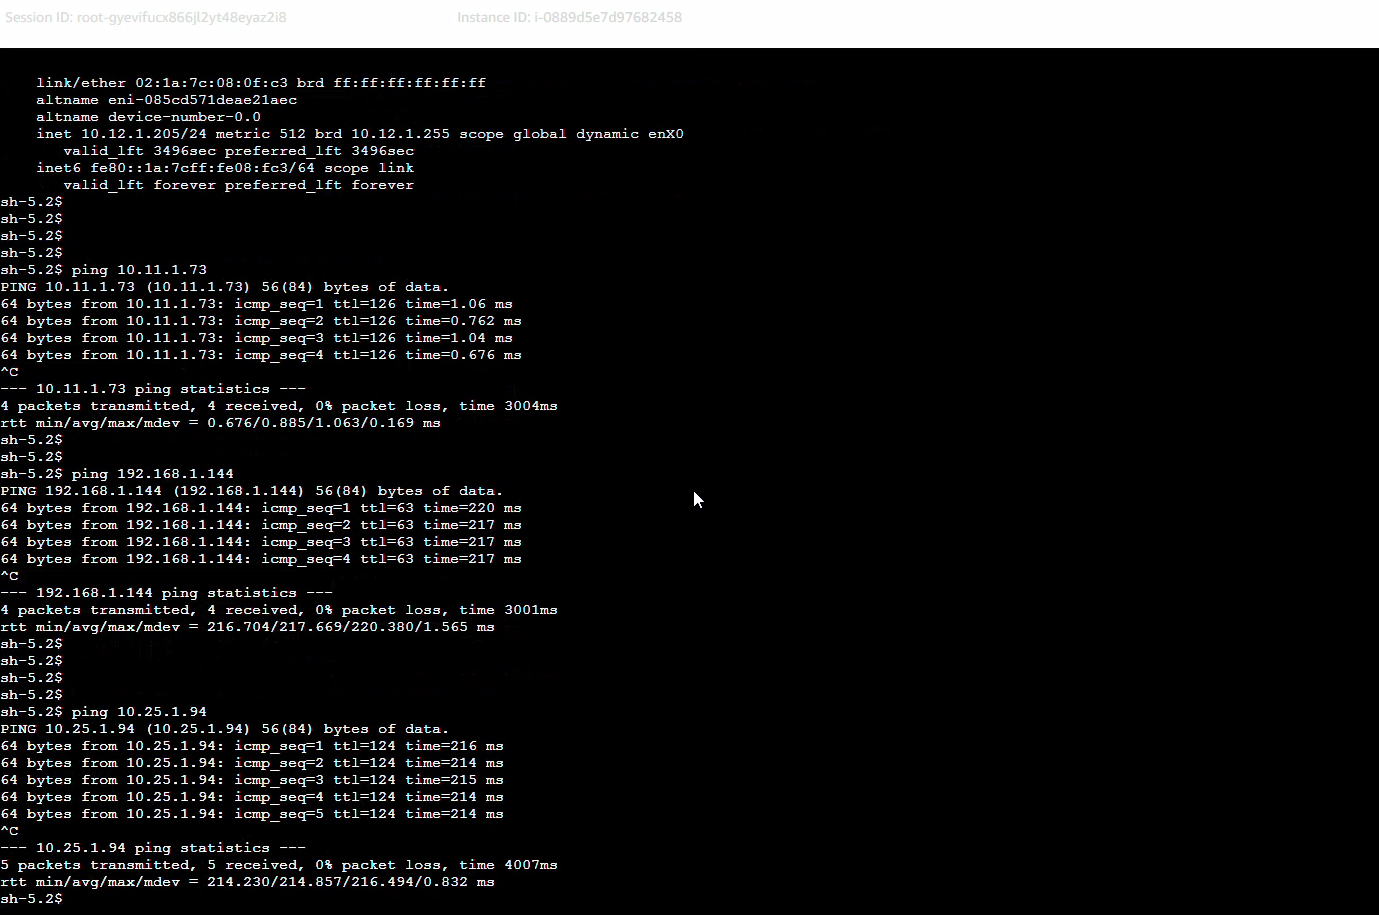 Session ID: root-gyevifucx866jl2yt48eyaz2i8 Instance ID: i-0889d5e7d97682458
link/ether 02:1a:7c:08:0f:c3 brd ff:ff:ff:ff:ff:ff
altname eni-085cd571deae21aec
altname device-number-0.0
inet 10.12.1.205/24 metric 512 brd 10.12.1.255 scope global dynamic enX0
valid_lft 3496sec preferred_lft 3496sec
inet6 fe80::1a:7cff:fe08:fc3/64 scope link
valid_lft forever preferred_lft forever
sh-5.2$
sh-5.2$
sh-5.2$
sh-5.2$
sh-5.2$ ping 10.11.1.73
PING 10.11.1.73 (10.11.1.73) 56(84) bytes of data.
64 bytes from 10.11.1.73: icmp_seq=1 ttl=126 time=1.06 ms
64 bytes from 10.11.1.73: icmp_seq=2 ttl=126 time=0.762 ms
64 bytes from 10.11.1.73: icmp_seq=3 ttl=126 time=1.04 ms
64 bytes from 10.11.1.73: icmp_seq=4 ttl=126 time=0.676 ms
^C
--- 10.11.1.73 ping statistics ---
4 packets transmitted, 4 received, 0% packet loss, time 3004ms
rtt min/avg/max/mdev = 0.676/0.885/1.063/0.169 ms
sh-5.2$
sh-5.2$
sh-5.2$ ping 192.168.1.144
PING 192.168.1.144 (192.168.1.144) 56(84) bytes of data.
64 bytes from 192.168.1.144: icmp_seq=1 ttl=63 time=220 ms
64 bytes from 192.168.1.144: icmp_seq=2 ttl=63 time=217 ms
64 bytes from 192.168.1.144: icmp_seq=3 ttl=63 time=217 ms
64 bytes from 192.168.1.144: icmp_seq=4 ttl=63 time=217 ms
^C
--- 192.168.1.144 ping statistics ---
4 packets transmitted, 4 received, 0% packet loss, time 3001ms
rtt min/avg/max/mdev = 216.704/217.669/220.380/1.565 ms
sh-5.2$
sh-5.2$
sh-5.2$
sh-5.2$
sh-5.2$ ping 10.25.1.94
PING 10.25.1.94 (10.25.1.94) 56(84) bytes of data.
64 bytes from 10.25.1.94: icmp_seq=1 ttl=124 time=216 ms
64 bytes from 10.25.1.94: icmp_seq=2 ttl=124 time=214 ms
64 bytes from 10.25.1.94: icmp_seq=3 ttl=124 time=215 ms
64 bytes from 10.25.1.94: icmp_seq=4 ttl=124 time=214 ms
64 bytes from 10.25.1.94: icmp_seq=5 ttl=124 time=214 ms
^C
--- 10.25.1.94 ping statistics ---
5 packets transmitted, 5 received, 0% packet loss, time 4007ms
rtt min/avg/max/mdev = 214.230/214.857/216.494/0.832 ms
sh-5.2$